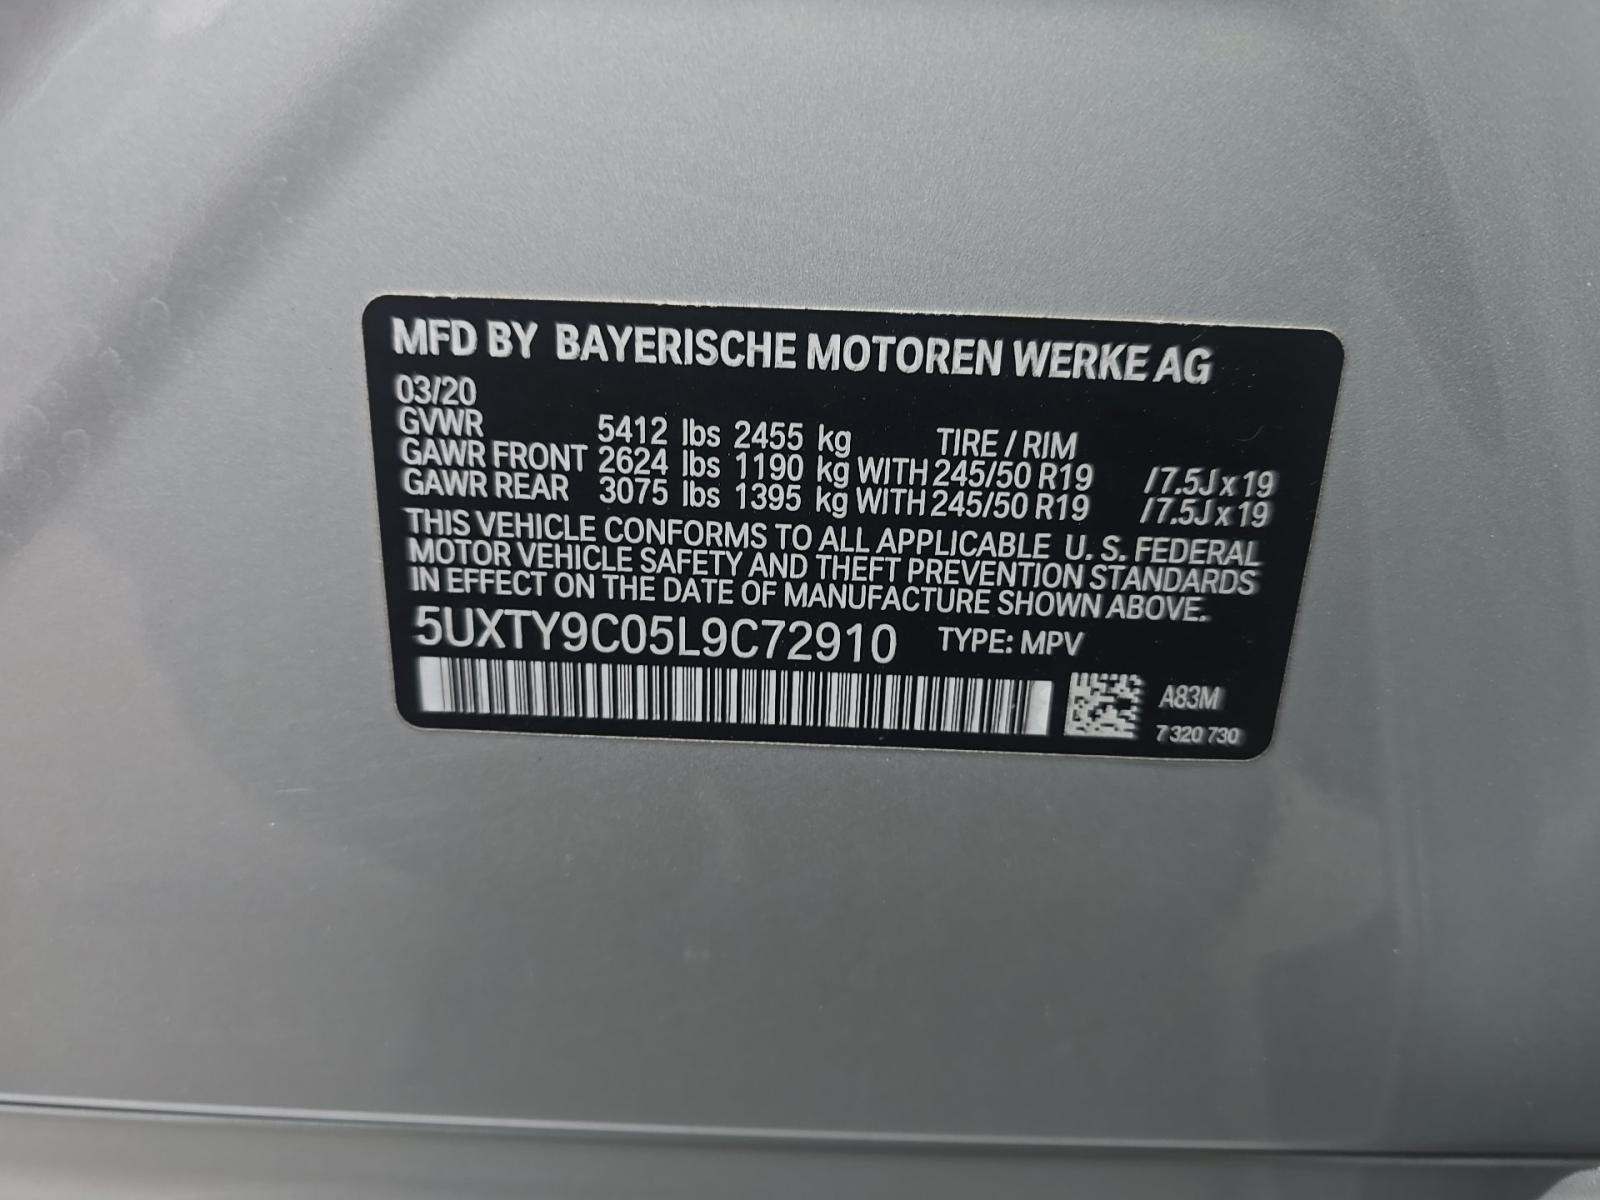 MFD BY BAYERISCHE MOTOREN WERKE AG
03/20
GVWR 5412 lbs 2455 kg TIRE / RIM
GAWR FRONT 2624 lbs 1190 kg WITH 245/50 R19 /7.5J x 19
GAWR REAR 3075 lbs 1395 kg WITH 245/50 R19 /7.5J x 19
THIS VEHICLE CONFORMS TO ALL APPLICABLE U. S. FEDERAL
MOTOR VEHICLE SAFETY AND THEFT PREVENTION STANDARDS
IN EFFECT ON THE DATE OF MANUFACTURE SHOWN ABOVE.
5UXTY9C05L9C72910 TYPE: MPV
A83M
7 320 730